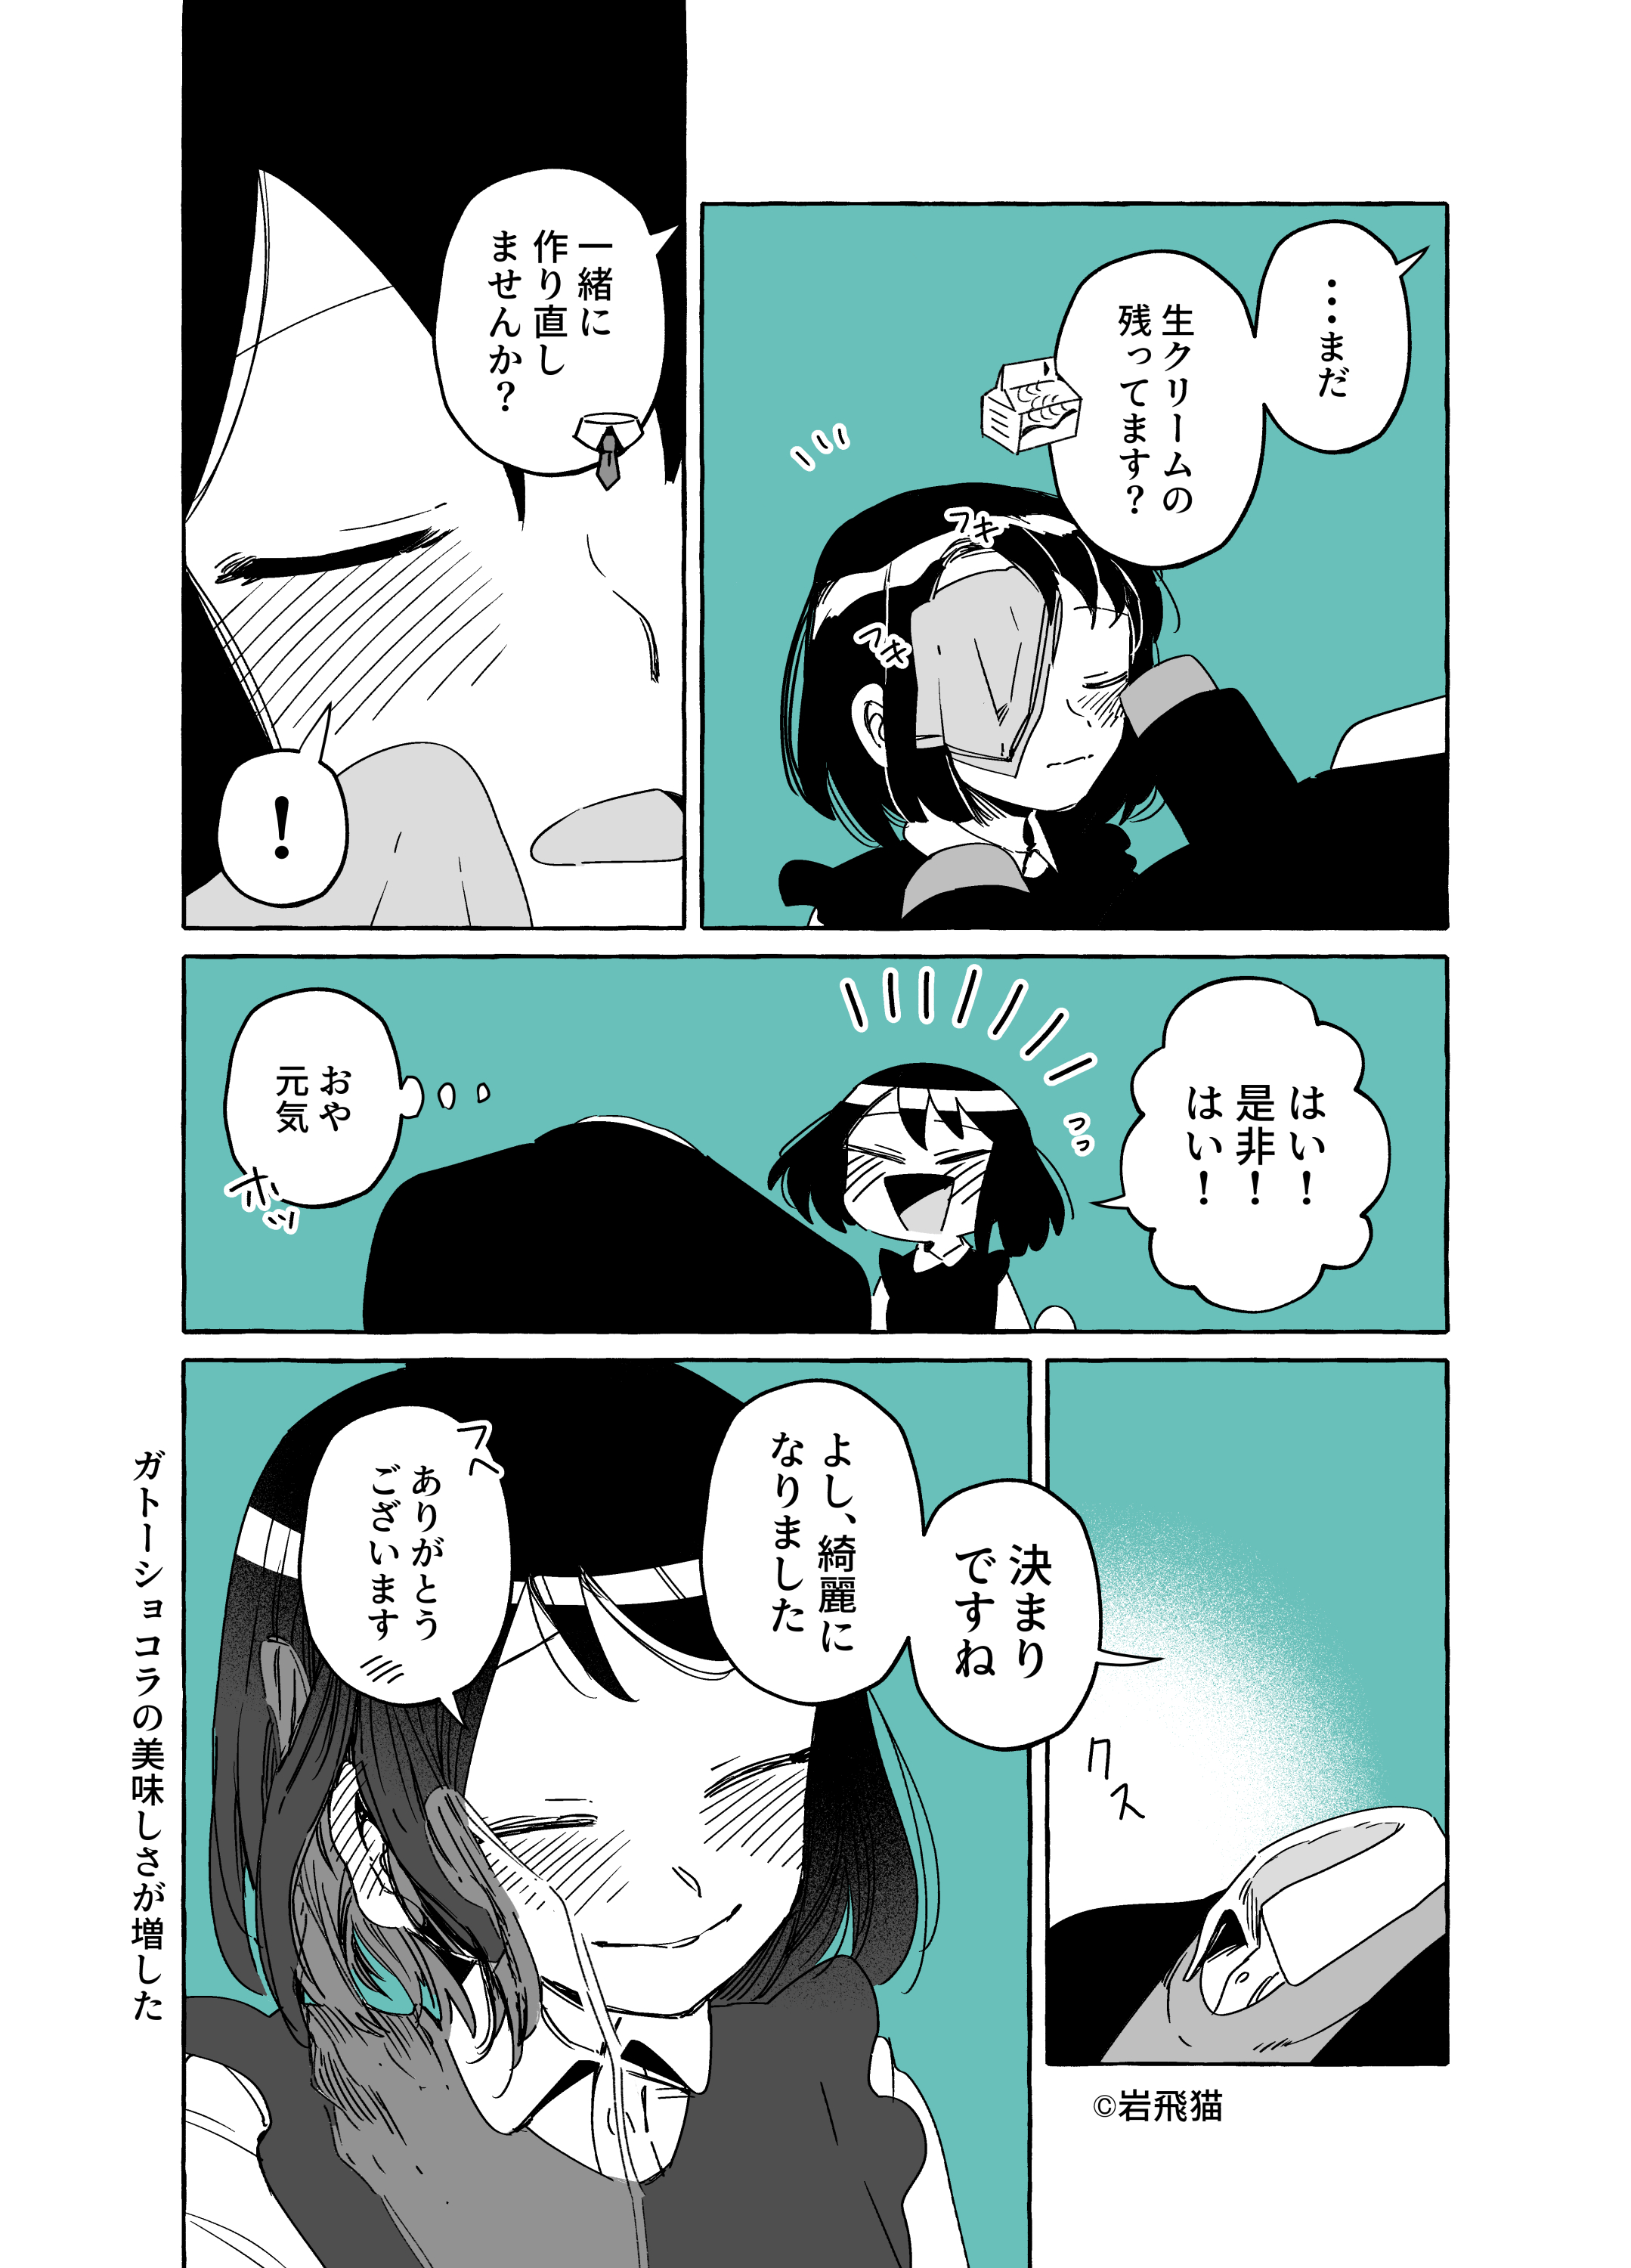 …まだ
生クリームの
残ってます？
フキ
フキ
一緒に
作り直し
ませんか？
！
はい！
是非！
はい！
っっ
おや
元気
ホッ
決まり
ですね
クス
よし、綺麗に
なりました
フヘ
ありがとう
ございます
ガトーショコラの美味しさが増した
©岩飛猫